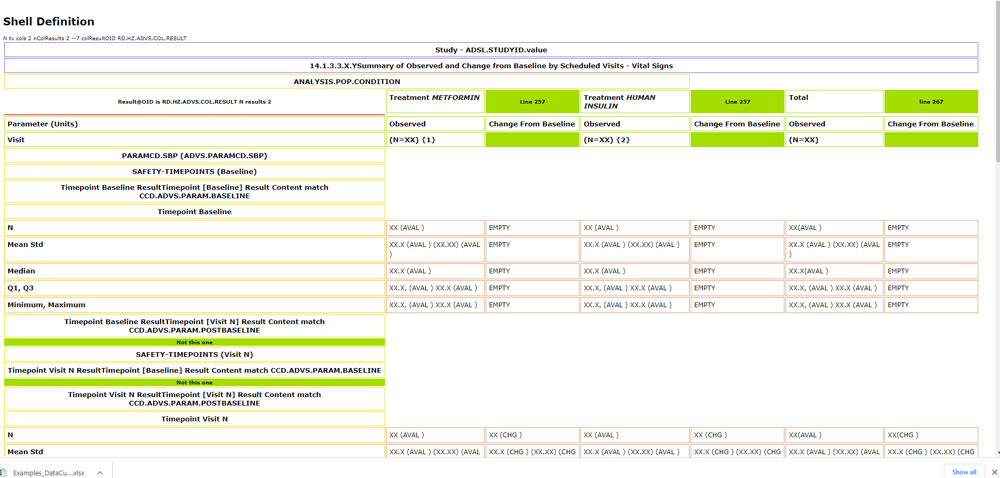 Shell Definition
N tx cols 2 nColResults 2 --7 colResultOID RD.HZ.ADVS.COL.RESULT
Study - ADSL.STUDYID.value
14.1.3.3.X.YSummary of Observed and Change from Baseline by Scheduled Visits - Vital Signs
ANALYSIS.POP.CONDITION
Result@OID is RD.HZ.ADVS.COL.RESULT N results 2
Treatment METFORMIN
Line 257
Treatment HUMAN
INSULIN
Line 257
Total
line 267
Parameter (Units) Observed Change From Baseline Observed Change From Baseline Observed Change From Baseline
Visit (N=XX) {1} (N=XX) {2} (N=XX)
PARAMCD.SBP (ADVS.PARAMCD.SBP)
SAFETY-TIMEPOINTS (Baseline)
Timepoint Baseline ResultTimepoint [Baseline] Result Content match
CCD.ADVS.PARAM.BASELINE
Timepoint Baseline
N XX (AVAL ) EMPTY XX (AVAL ) EMPTY XX(AVAL ) EMPTY
Mean Std
XX.X (AVAL ) (XX.XX) (AVAL
)
EMPTY
XX.X (AVAL ) (XX.XX) (AVAL )
EMPTY
XX.X (AVAL ) (XX.XX) (AVAL
)
EMPTY
Median XX.X (AVAL ) EMPTY XX.X (AVAL ) EMPTY XX.X(AVAL ) EMPTY
Q1, Q3 XX.X, (AVAL ) XX.X (AVAL ) EMPTY XX.X, (AVAL ) XX.X (AVAL ) EMPTY XX.X, (AVAL ) XX.X (AVAL ) EMPTY
Minimum, Maximum XX.X, (AVAL ) XX.X (AVAL ) EMPTY XX.X, (AVAL ) XX.X (AVAL ) EMPTY XX.X, (AVAL ) XX.X (AVAL ) EMPTY
Timepoint Baseline ResultTimepoint [Visit N] Result Content match
CCD.ADVS.PARAM.POSTBASELINE
Not this one
SAFETY-TIMEPOINTS (Visit N)
Timepoint Visit N ResultTimepoint [Baseline] Result Content match CCD.ADVS.PARAM.BASELINE
Not this one
Timepoint Visit N ResultTimepoint [Visit N] Result Content match
CCD.ADVS.PARAM.POSTBASELINE
Timepoint Visit N
N XX (AVAL ) XX (CHG ) XX (AVAL ) XX (CHG ) XX(AVAL ) XX(CHG )
Mean Std XX.X (AVAL ) (XX.XX) (AVAL XX.X (CHG ) (XX.XX) (CHG XX.X (AVAL ) (XX.XX) (AVAL ) XX.X (CHG ) (XX.XX) (CHG XX.X (AVAL ) (XX.XX) (AVAL XX.X (CHG ) (XX.XX) (CHG
Examples_DataCu....xlsx
Show all